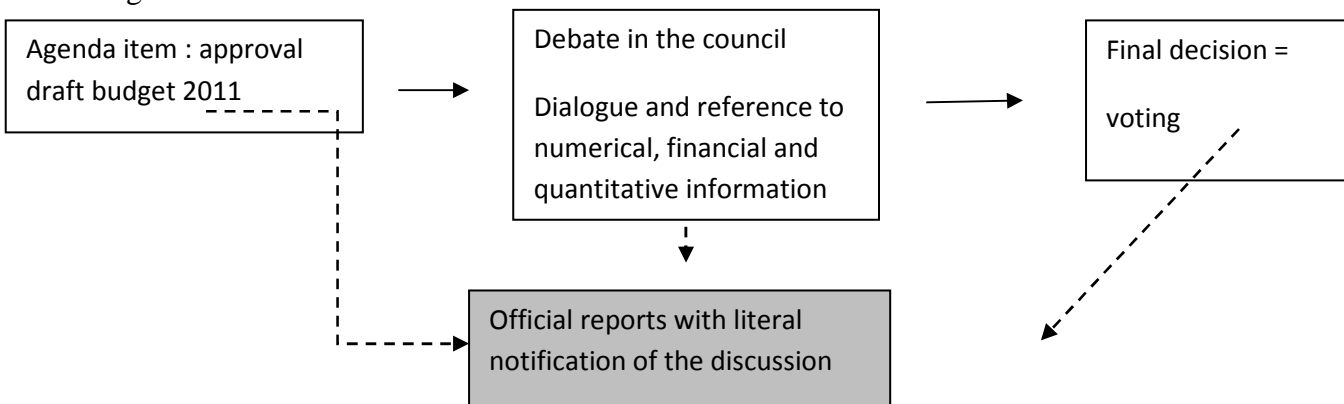 Agenda item : approval
draft budget 2011
Debate in the council
Dialogue and reference to
numerical, financial and
quantitative information
Final decision =
voting
Official reports with literal
notification of the discussion